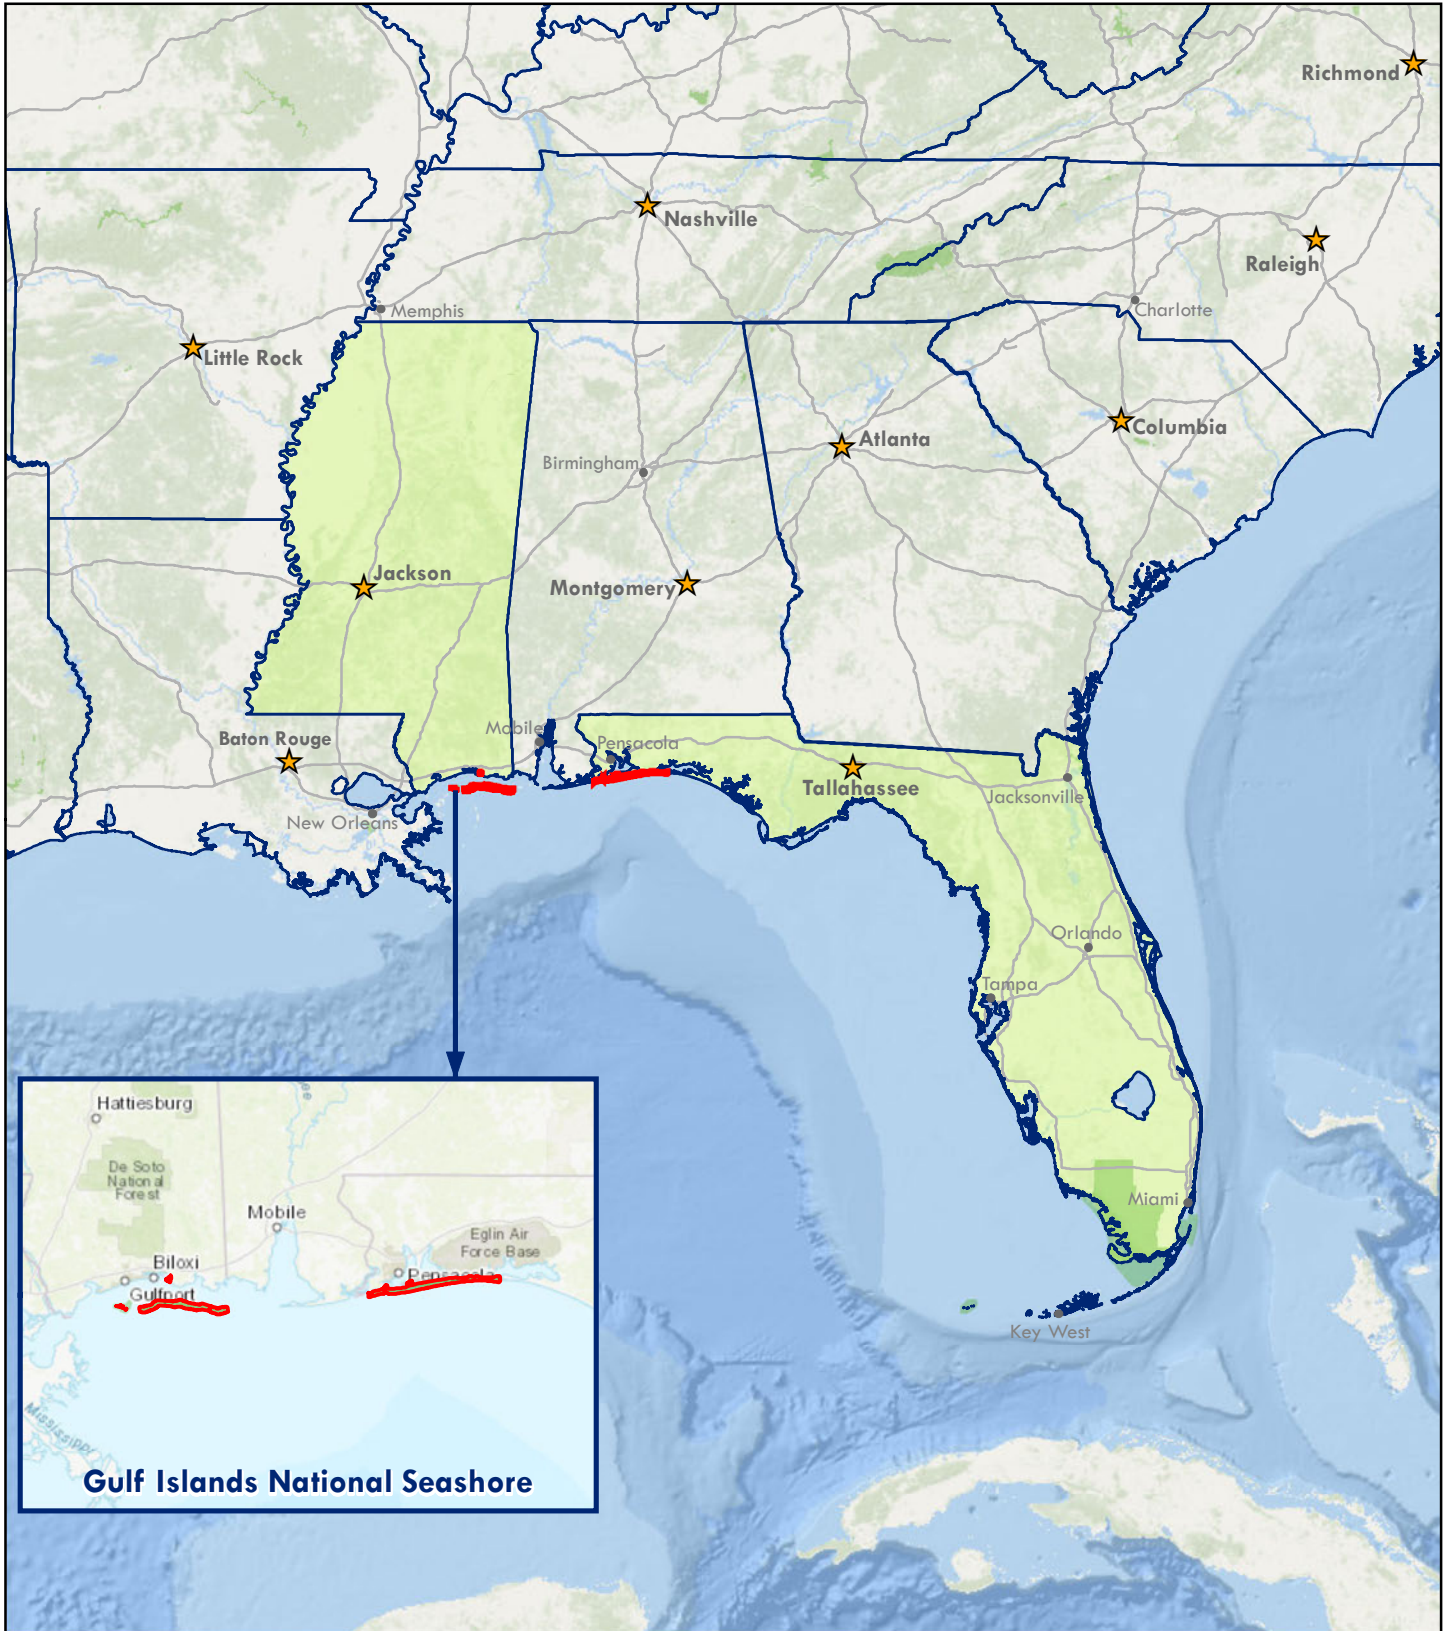 Richmond
Nashville
Raleigh
Memphis
Charlotte
Little Rock
Columbia
Atlanta
Birmingham
Jackson
Montgomery
Baton Rouge
Mobile
Pensacola
Tallahassee
Jacksonville
New Orleans
Orlando
Tampa
Miami
Key West
Hattiesburg
De Soto
National
Forest
Mobile
Eglin Air
Force Base
Biloxi
Pensacola
Gulfport
Mississippi
Gulf Islands National Seashore